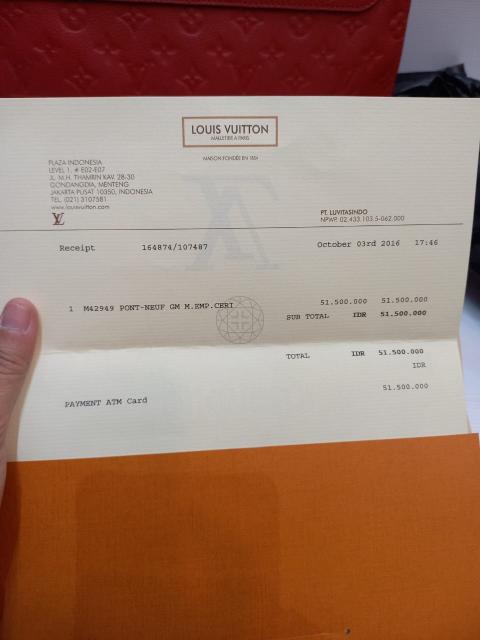 LOUIS VUITTON
MALLETIER À PARIS
MAISON FONDÉE EN 1854
PLAZA INDONESIA
LEVEL 1, # E02-E07
JL. M.H. THAMRIN KAV. 28-30
GONDANGDIA, MENTENG
JAKARTA PUSAT 10350, INDONESIA
TEL. (021) 3107581
www.louisvuitton.com
LV
PT. LUVITASINDO
NPWP. 02.433.103.5-062.000
Receipt 164874/107487 October 03rd 2016 17:46
1 M42949 PONT-NEUF GM M.EMP.CERI 51.500.000 51.500.000
SUB TOTAL IDR 51.500.000
TOTAL IDR 51.500.000
IDR
PAYMENT ATM Card 51.500.000